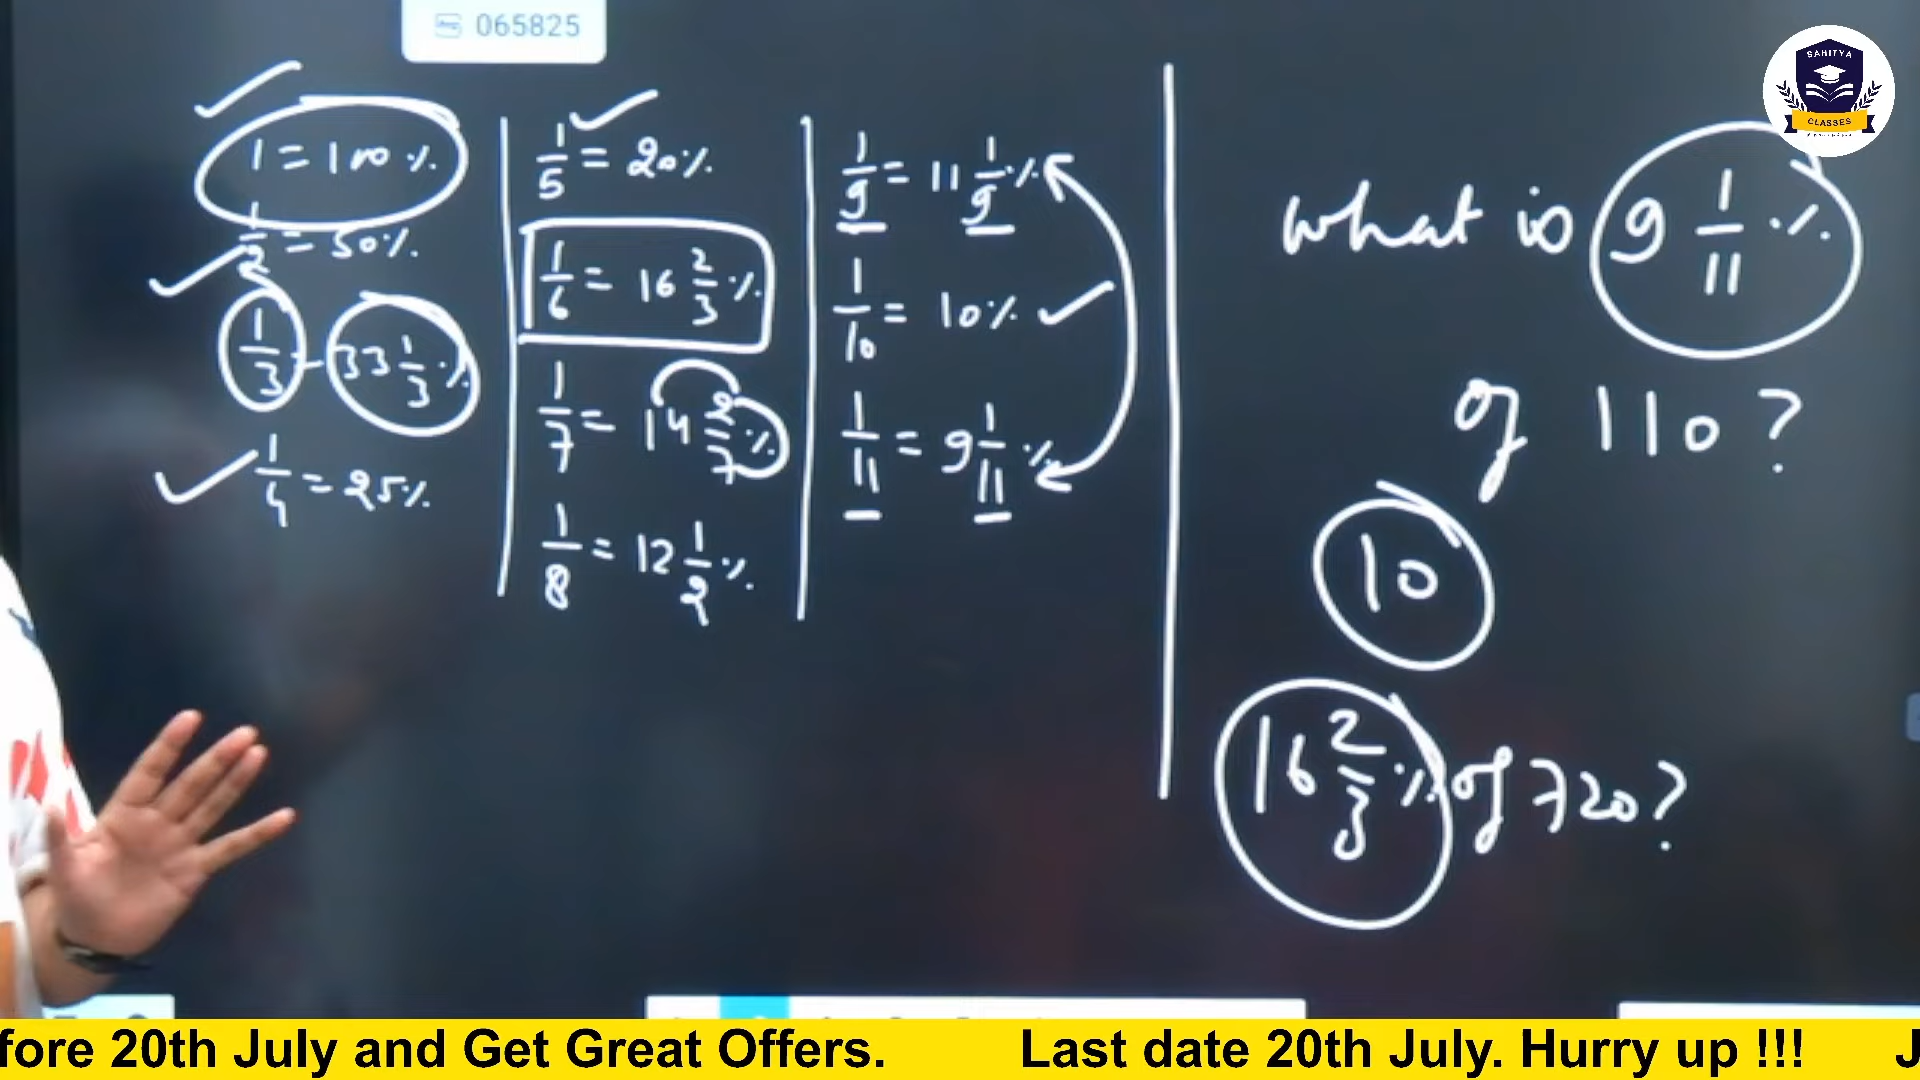 065825
SAHITYA
CLASSES
1 = 100 %
1/2 = 50 %
1/3 - 33 1/3 %
1/4 = 25 %
1/5 = 20 %
1/6 = 16 2/3 %
1/7 = 14 2/7 %
1/8 = 12 1/2 %
1/9 = 11 1/9 %
1/10 = 10 %
1/11 = 9 1/11 %
what is 9 1/11 %
of 110 ?
10
16 2/3 % of 720 ?
fore 20th July and Get Great Offers. Last date 20th July. Hurry up !!! J